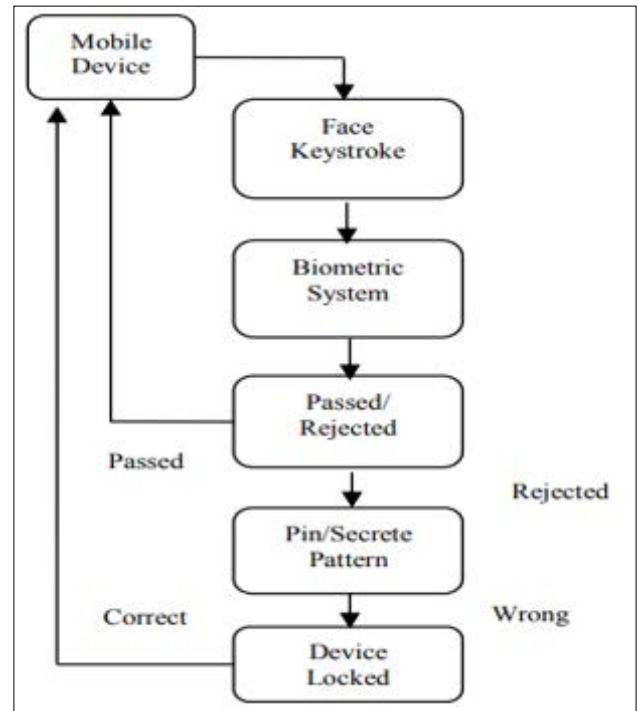 Mobile
Device
Face
Keystroke
Biometric
System
Passed/
Rejected
Passed
Rejected
Pin/Secrete
Pattern
Correct
Wrong
Device
Locked